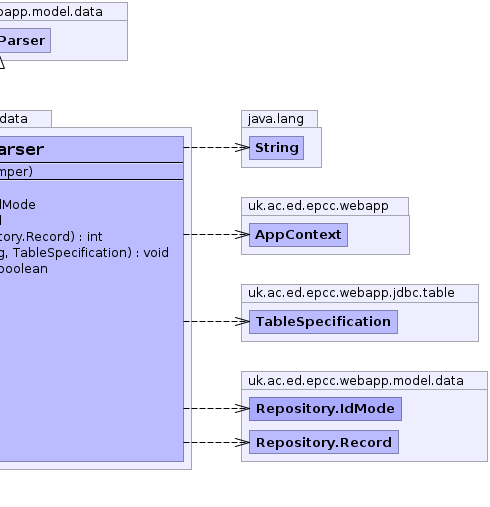 bapp.model.data
Parser
data
arser
mper)
dMode
d
tory.Record) : int
g, TableSpecification) : void
boolean
java.lang
String
uk.ac.ed.epcc.webapp
AppContext
uk.ac.ed.epcc.webapp.jdbc.table
TableSpecification
uk.ac.ed.epcc.webapp.model.data
Repository.IdMode
Repository.Record